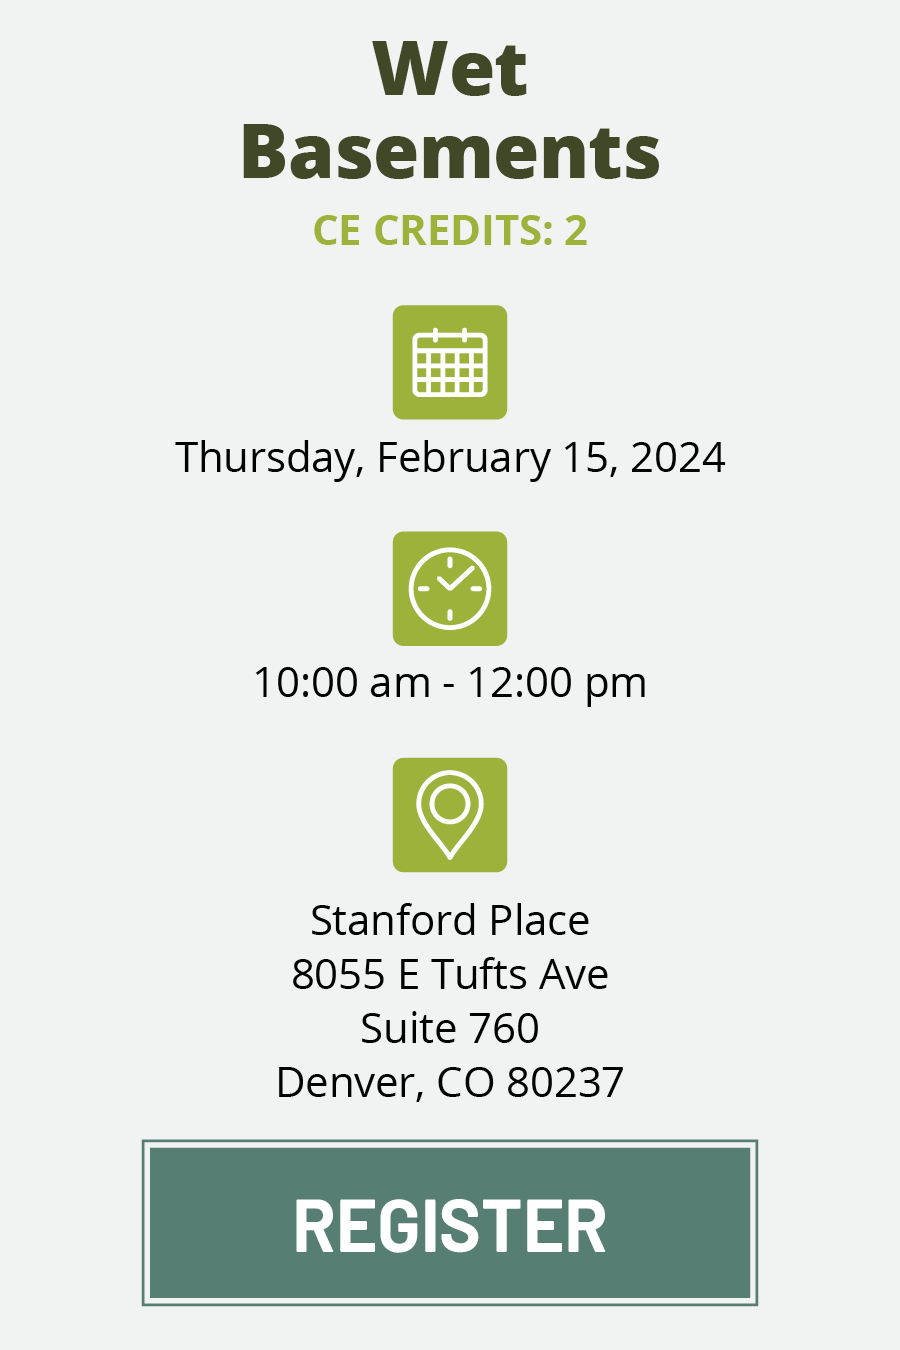 Wet
Basements
CE CREDITS: 2
Thursday, February 15, 2024
10:00 am - 12:00 pm
Stanford Place
8055 E Tufts Ave
Suite 760
Denver, CO 80237
REGISTER